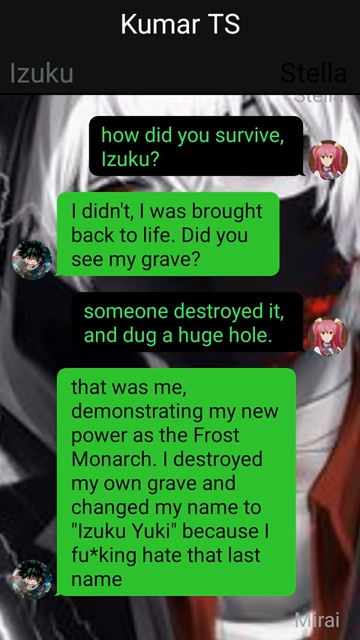 Kumar TS
Izuku
Stella
Stella
how did you survive,
Izuku?
I didn't, I was brought
back to life. Did you
see my grave?
someone destroyed it,
and dug a huge hole.
that was me,
demonstrating my new
power as the Frost
Monarch. I destroyed
my own grave and
changed my name to
"Izuku Yuki" because I
fu*king hate that last
name
Mirai